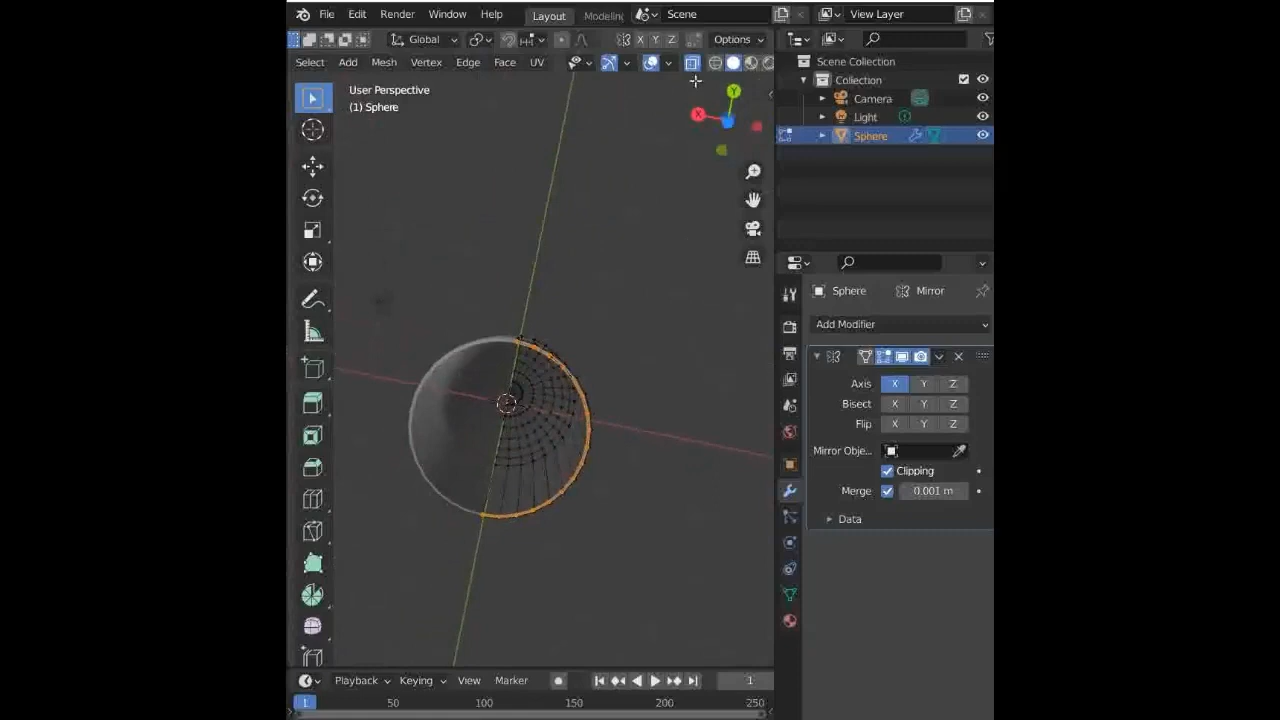 File Edit Render Window Help Layout Modelin Scene View Layer
Global X Y Z Options
Select Add Mesh Vertex Edge Face UV
User Perspective
(1) Sphere
Y
X
Scene Collection
Collection
Camera
Light
Sphere
Sphere Mirror
Add Modifier
Axis X Y Z
Bisect X Y Z
Flip X Y Z
Mirror Obje...
Clipping
Merge 0.001 m
Data
Playback Keying View Marker 1
1 50 100 150 200 250